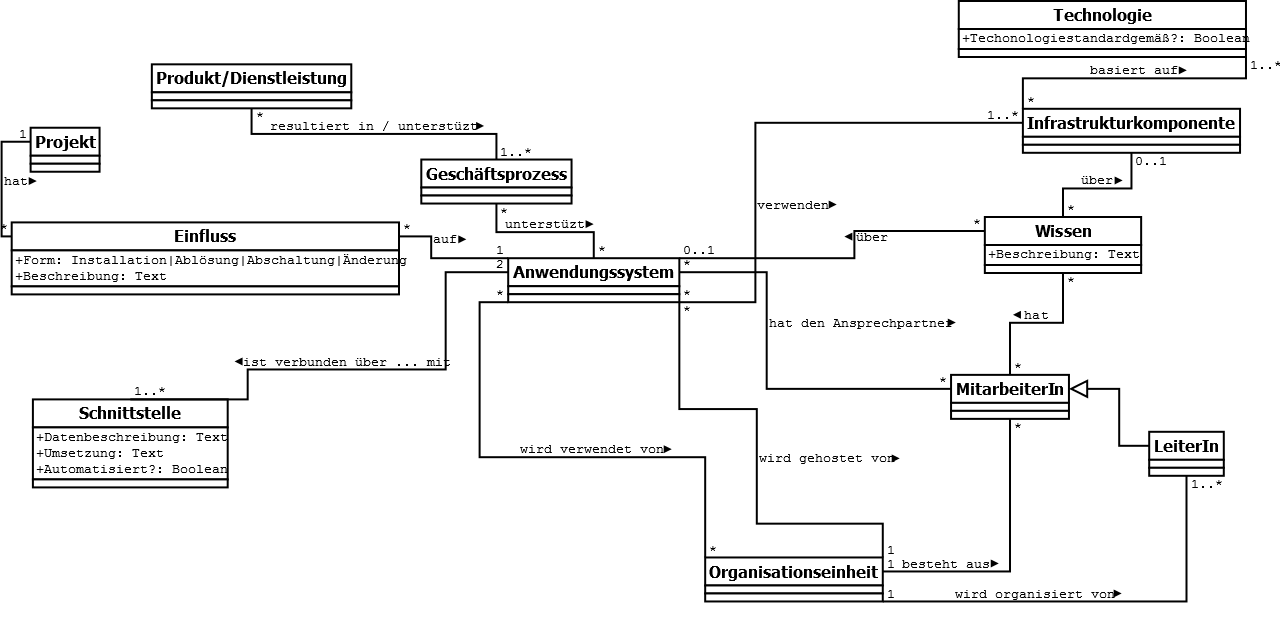 Technologie
+Techonologiestandardgemäß?: Boolean
1..*
basiert auf►
*
Produkt/Dienstleistung
*
resultiert in / unterstüzt►
1..*
Infrastrukturkomponente
1..*
0..1
1
Projekt
hat►
*
Geschäftsprozess
*
unterstüzt►
*
über►
*
verwenden►
Einfluss
+Form: Installation|Ablösung|Abschaltung|Änderung
+Beschreibung: Text
*
auf►
1
*
Wissen
+Beschreibung: Text
*
◄über
0..1
2
Anwendungssystem
*
*
*
*
hat den Ansprechpartner►
◄hat
*
◄ist verbunden über ... mit
1..*
*
MitarbeiterIn
*
Schnittstelle
+Datenbeschreibung: Text
+Umsetzung: Text
+Automatisiert?: Boolean
wird verwendet von►
wird gehostet von►
LeiterIn
1..*
*
1
Organisationseinheit
1 besteht aus►
1
wird organisiert von►